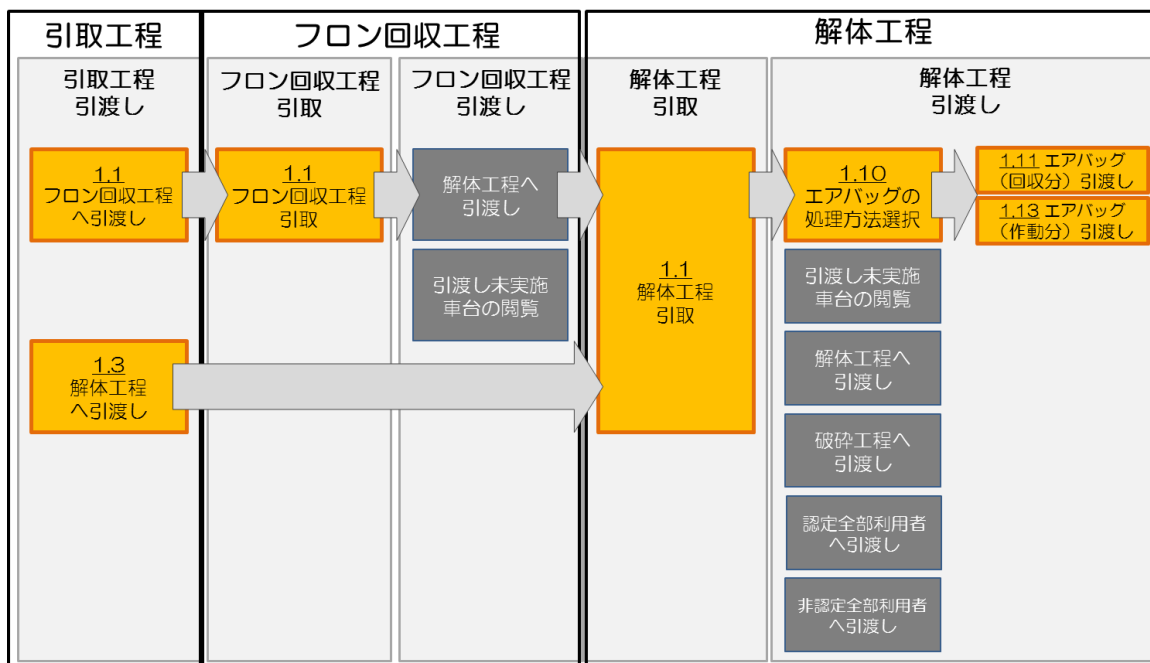 引取工程
フロン回収工程
解体工程
引取工程
引渡し
フロン回収工程
引取
フロン回収工程
引渡し
解体工程
引取
解体工程
引渡し
1.1
フロン回収工程
へ引渡し
1.1
フロン回収工程
引取
解体工程へ
引渡し
引渡し未実施
車台の閲覧
1.3
解体工程
へ引渡し
1.1
解体工程
引取
1.10
エアバッグの
処理方法選択
1.11 エアバッグ
（回収分）引渡し
1.13 エアバッグ
（作動分）引渡し
引渡し未実施
車台の閲覧
解体工程へ
引渡し
破砕工程へ
引渡し
認定全部利用者
へ引渡し
非認定全部利用者
へ引渡し